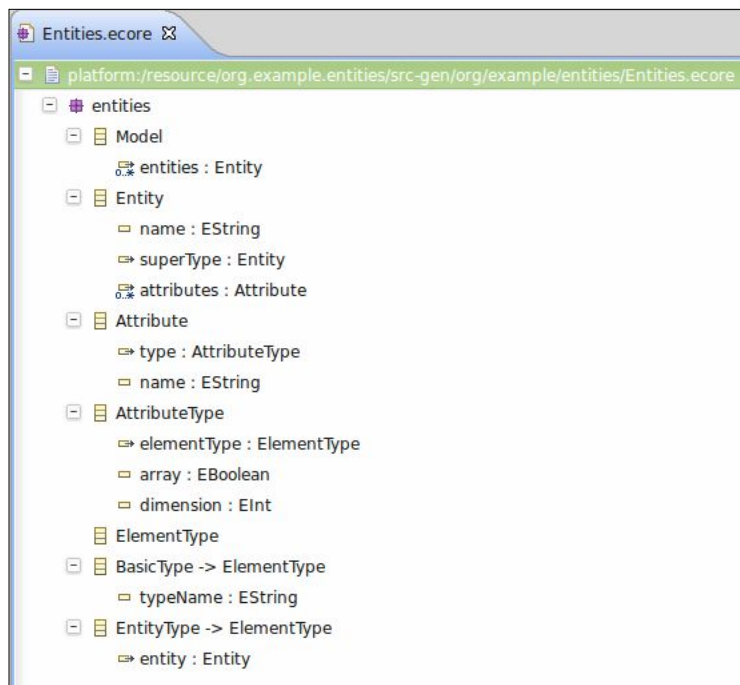 Entities.ecore
platform:/resource/org.example.entities/src-gen/org/example/entities/Entities.ecore
entities
Model
0..* entities : Entity
Entity
name : EString
superType : Entity
0..* attributes : Attribute
Attribute
type : AttributeType
name : EString
AttributeType
elementType : ElementType
array : EBoolean
dimension : EInt
ElementType
BasicType -> ElementType
typeName : EString
EntityType -> ElementType
entity : Entity